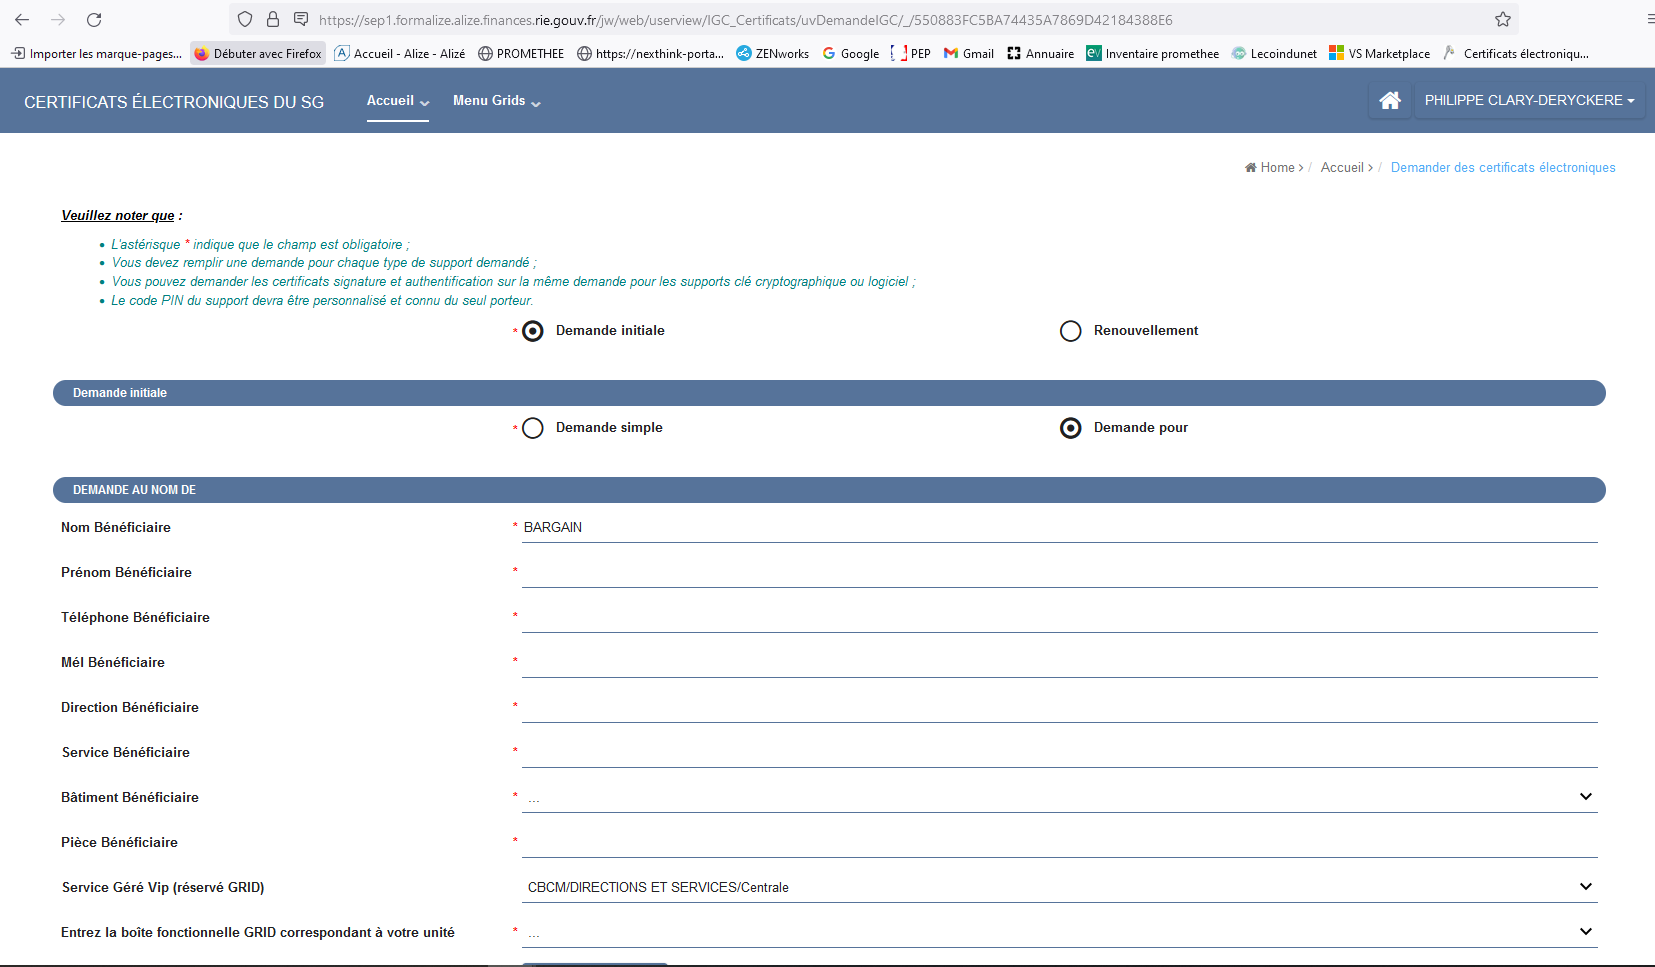 https://sep1.formalize.alize.finances.rie.gouv.fr/jw/web/userview/IGC_Certificats/uvDemandeIGC/_/550883FC5BA74435A7869D42184388E6
Importer les marque-pages... Débuter avec Firefox Accueil - Alize - Alizé PROMETHEE https://nexthink-porta... ZENworks Google PEP Gmail Annuaire Inventaire promethee Lecoindunet VS Marketplace Certificats électroniqu...
CERTIFICATS ÉLECTRONIQUES DU SG Accueil Menu Grids PHILIPPE CLARY-DERYCKERE
Home > / Accueil > / Demander des certificats électroniques
Veuillez noter que :
• L'astérisque * indique que le champ est obligatoire ;
• Vous devez remplir une demande pour chaque type de support demandé ;
• Vous pouvez demander les certificats signature et authentification sur la même demande pour les supports clé cryptographique ou logiciel ;
• Le code PIN du support devra être personnalisé et connu du seul porteur.
* Demande initiale Renouvellement
Demande initiale
* Demande simple Demande pour
DEMANDE AU NOM DE
Nom Bénéficiaire * BARGAIN
Prénom Bénéficiaire *
Téléphone Bénéficiaire *
Mél Bénéficiaire *
Direction Bénéficiaire *
Service Bénéficiaire *
Bâtiment Bénéficiaire * ...
Pièce Bénéficiaire *
Service Géré Vip (réservé GRID) CBCM/DIRECTIONS ET SERVICES/Centrale
Entrez la boîte fonctionnelle GRID correspondant à votre unité * ...